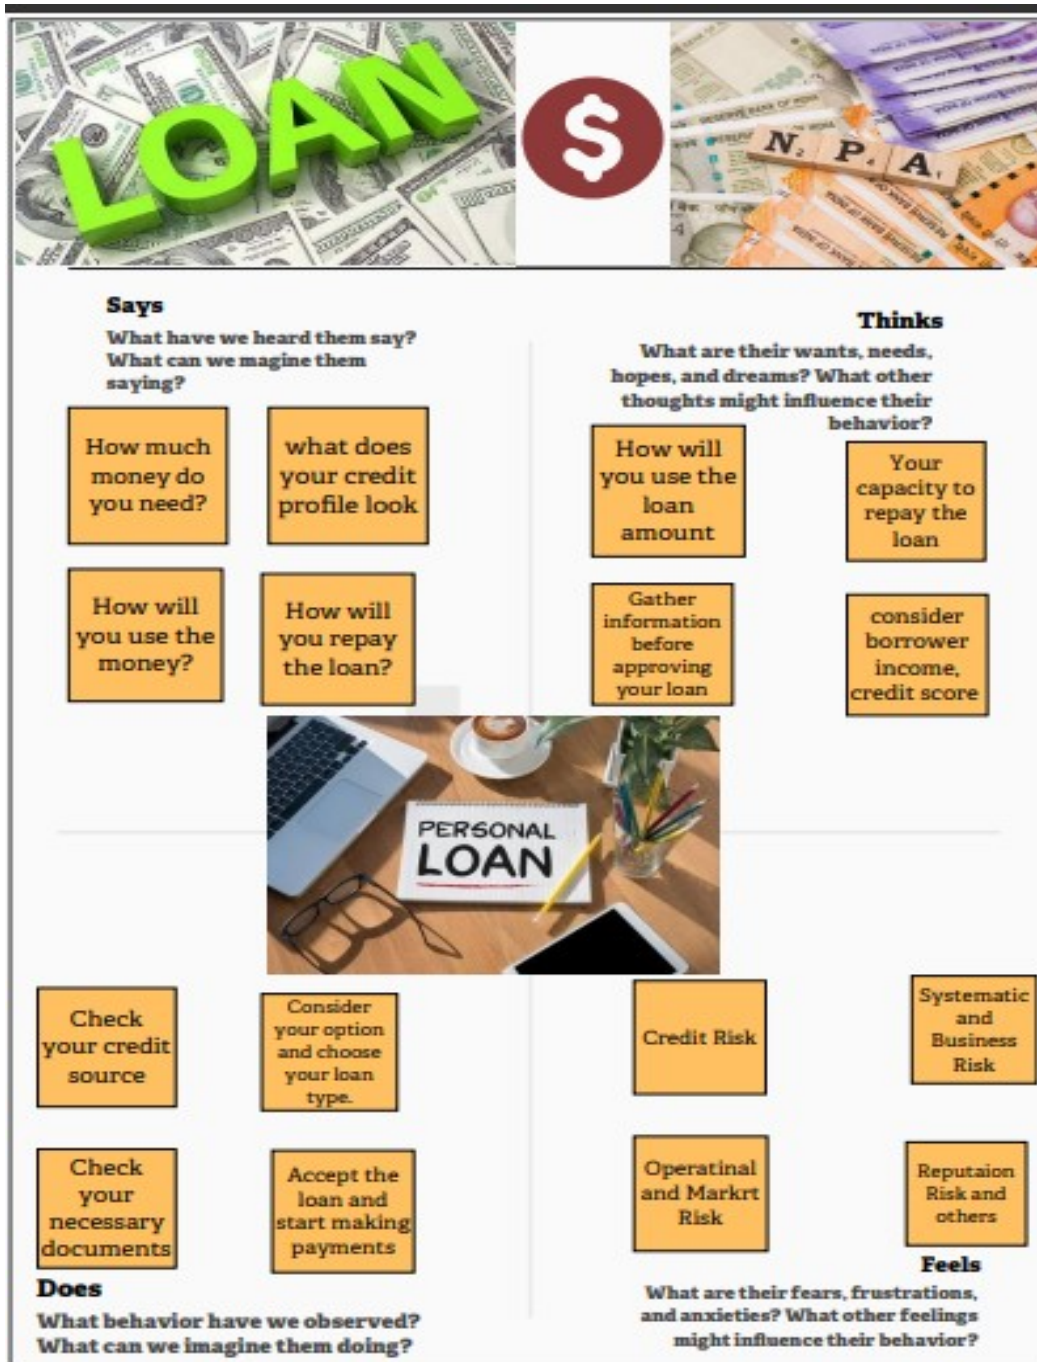 LOAN
$
RESERVE BANK OF INDIA
N2 P4 A1
Says
What have we heard them say?
What can we magine them
saying?
How much
money do
you need?
what does
your credit
profile look
How will
you use the
money?
How will
you repay
the loan?
Thinks
What are their wants, needs,
hopes, and dreams? What other
thoughts might influence their
behavior?
How will
you use the
loan
amount
Your
capacity to
repay the
loan
Gather
information
before
approving
your loan
consider
borrower
income,
credit score
PERSONAL
LOAN
Check
your credit
source
Consider
your option
and choose
your loan
type.
Check
your
necessary
documents
Accept the
loan and
start making
payments
Does
What behavior have we observed?
What can we imagine them doing?
Credit Risk
Systematic
and
Business
Risk
Operatinal
and Markrt
Risk
Reputaion
Risk and
others
Feels
What are their fears, frustrations,
and anxieties? What other feelings
might influence their behavior?